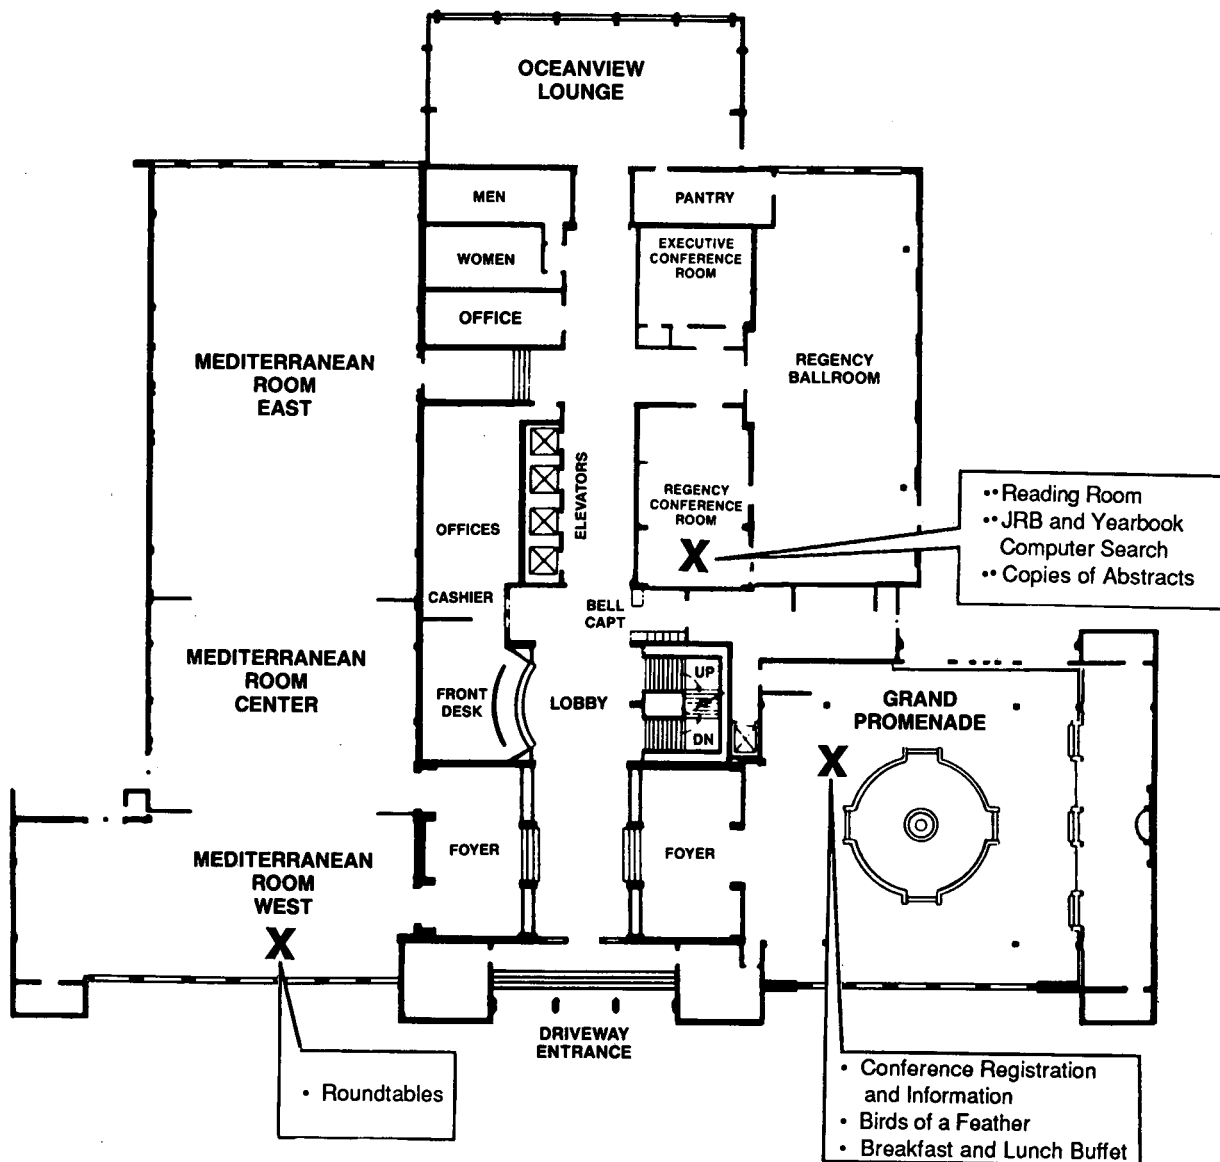 OCEANVIEW
LOUNGE
MEN
PANTRY
WOMEN
EXECUTIVE
CONFERENCE
ROOM
OFFICE
MEDITERRANEAN
ROOM
EAST
REGENCY
BALLROOM
ELEVATORS
OFFICES
REGENCY
CONFERENCE
ROOM
X
•• Reading Room
•• JRB and Yearbook
Computer Search
•• Copies of Abstracts
CASHIER
BELL
CAPT
MEDITERRANEAN
ROOM
CENTER
FRONT
DESK
LOBBY
UP
DN
GRAND
PROMENADE
X
MEDITERRANEAN
ROOM
WEST
X
FOYER
FOYER
DRIVEWAY
ENTRANCE
• Roundtables
• Conference Registration
and Information
• Birds of a Feather
• Breakfast and Lunch Buffet